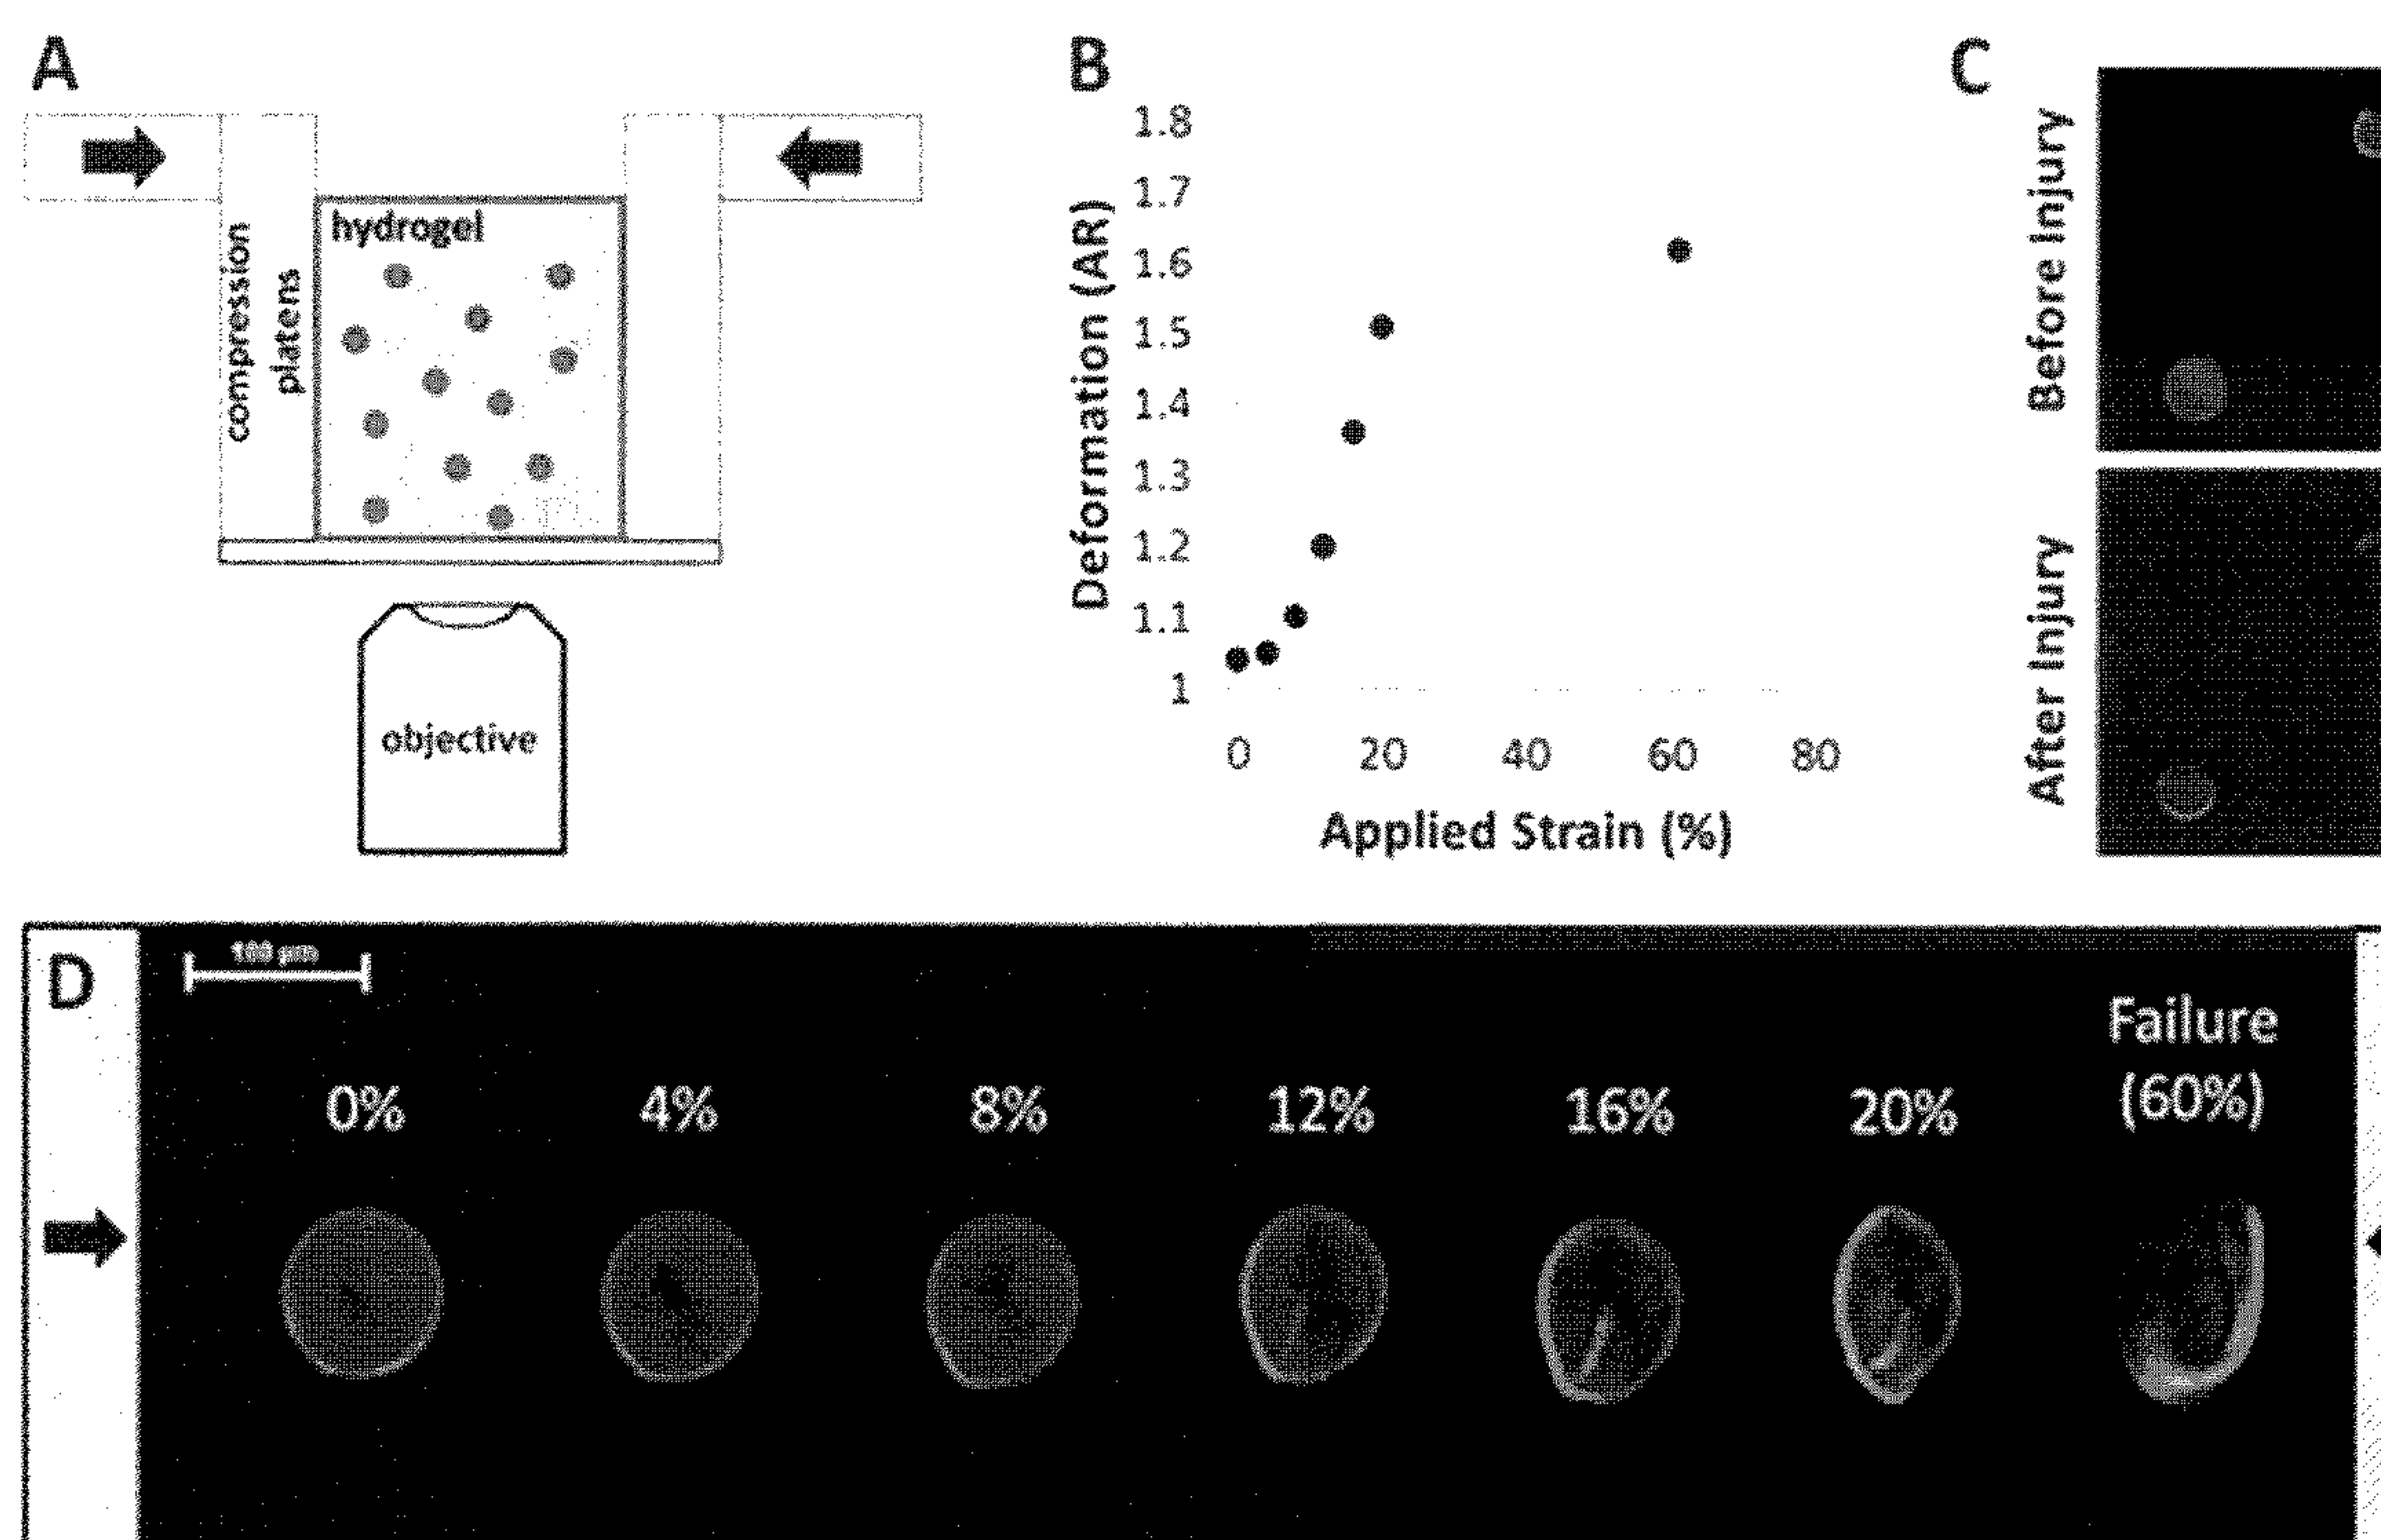 A
hydrogel
compression
platens
objective
B
1.8
1.7
1.6
1.5
1.4
1.3
1.2
1.1
1
Deformation (AR)
0 20 40 60 80
Applied Strain (%)
C
Before Injury
After Injury
D
100 µm
0% 4% 8% 12% 16% 20%
Failure
(60%)